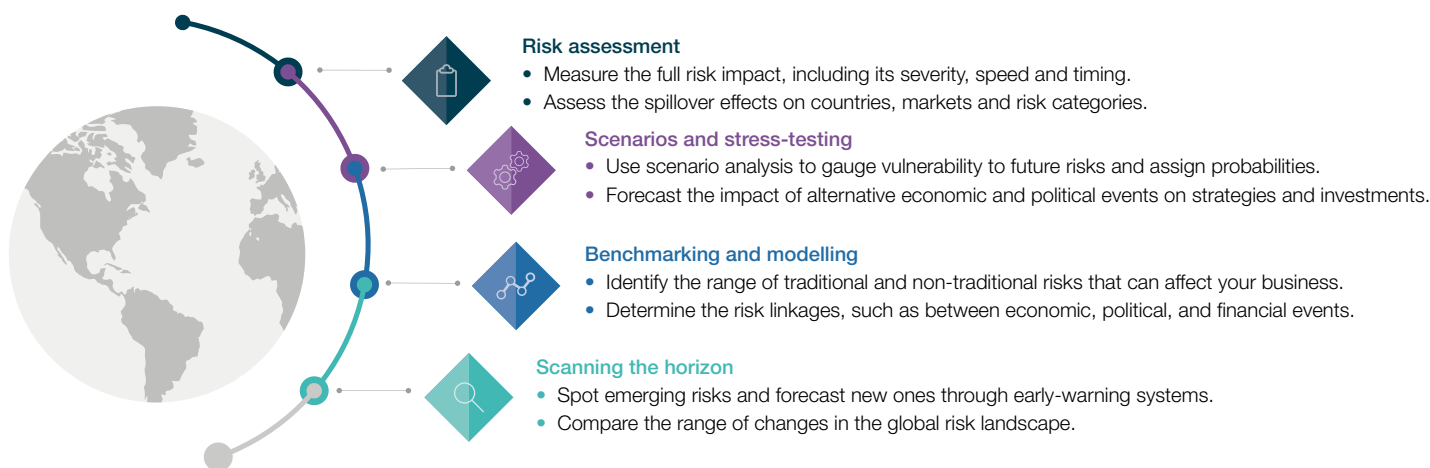 Risk assessment
• Measure the full risk impact, including its severity, speed and timing.
• Assess the spillover effects on countries, markets and risk categories.
Scenarios and stress-testing
• Use scenario analysis to gauge vulnerability to future risks and assign probabilities.
• Forecast the impact of alternative economic and political events on strategies and investments.
Benchmarking and modelling
• Identify the range of traditional and non-traditional risks that can affect your business.
• Determine the risk linkages, such as between economic, political, and financial events.
Scanning the horizon
• Spot emerging risks and forecast new ones through early-warning systems.
• Compare the range of changes in the global risk landscape.